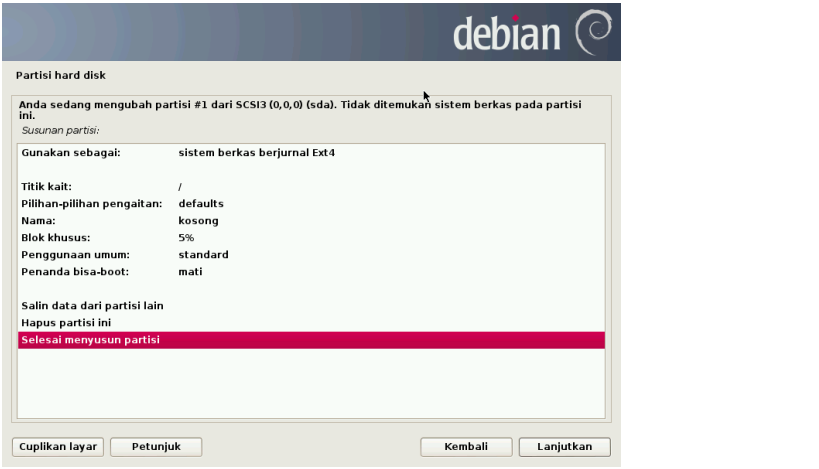 debian
Partisi hard disk
Anda sedang mengubah partisi #1 dari SCSI3 (0,0,0) (sda). Tidak ditemukan sistem berkas pada partisi
ini.
Susunan partisi:
Gunakan sebagai: sistem berkas berjurnal Ext4
Titik kait: /
Pilihan-pilihan pengaitan: defaults
Nama: kosong
Blok khusus: 5%
Penggunaan umum: standard
Penanda bisa-boot: mati
Salin data dari partisi lain
Hapus partisi ini
Selesai menyusun partisi
Cuplikan layar Petunjuk Kembali Lanjutkan